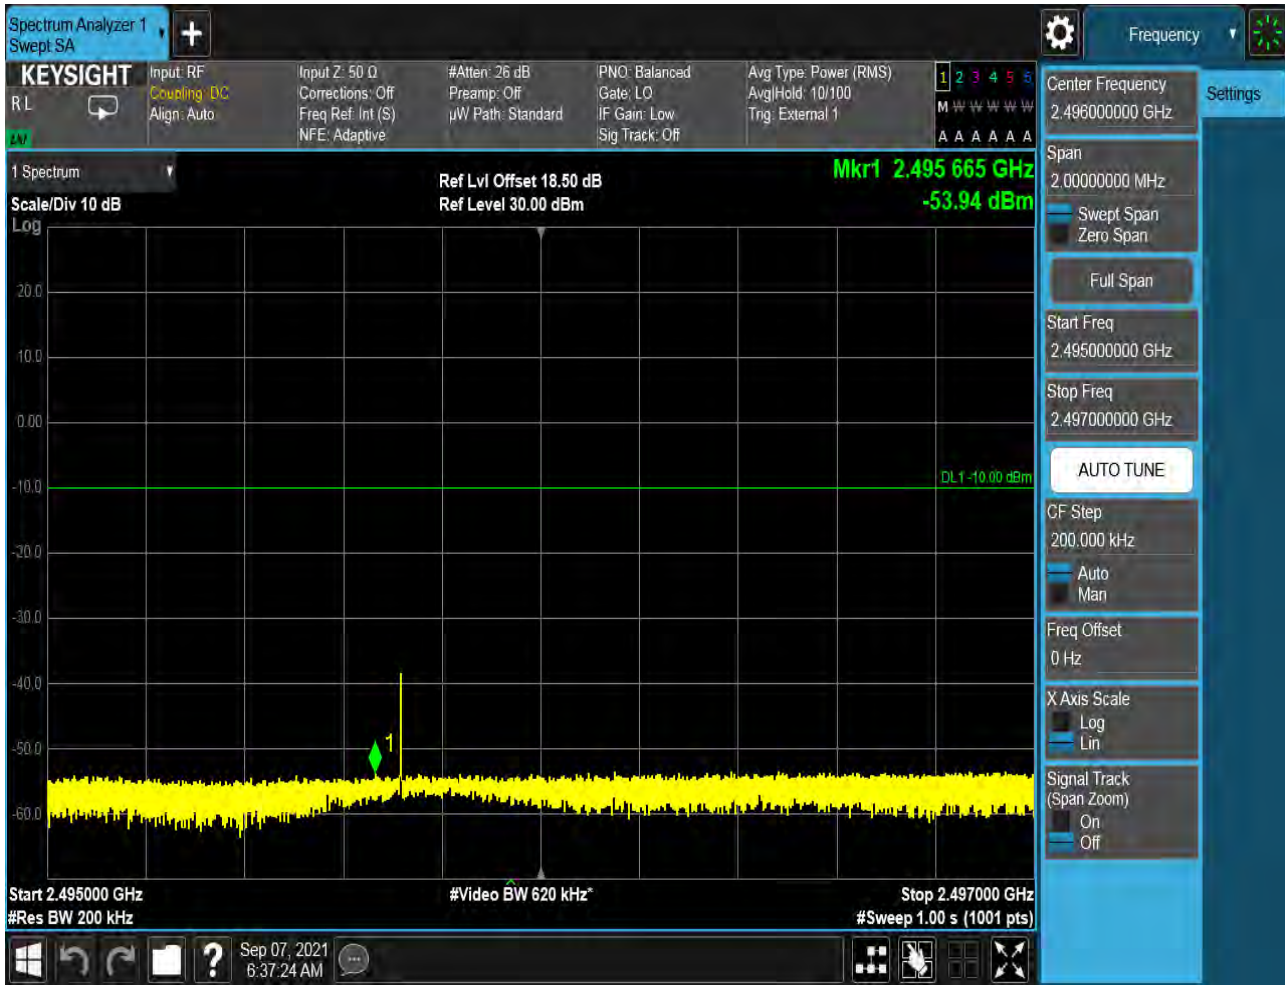 Spectrum Analyzer 1
Swept SA
Frequency
KEYSIGHT
R L
LXI
Input: RF
Coupling: DC
Align: Auto
Input Z: 50 Ω
Corrections: Off
Freq Ref: Int (S)
NFE: Adaptive
#Atten: 26 dB
Preamp: Off
µW Path: Standard
PNO: Balanced
Gate: LO
IF Gain: Low
Sig Track: Off
Avg Type: Power (RMS)
Avg|Hold: 10/100
Trig: External 1
1 2 3 4 5 6
M W W W W W
A A A A A A
1 Spectrum
Scale/Div 10 dB
Log
Ref Lvl Offset 18.50 dB
Ref Level 30.00 dBm
Mkr1 2.495 665 GHz
-53.94 dBm
20.0
10.0
0.00
-10.0
-20.0
-30.0
-40.0
-50.0
-60.0
DL1 -10.00 dBm
1
Start 2.495000 GHz
#Res BW 200 kHz
#Video BW 620 kHz*
Stop 2.497000 GHz
#Sweep 1.00 s (1001 pts)
Sep 07, 2021
6:37:24 AM
Center Frequency
2.496000000 GHz
Settings
Span
2.00000000 MHz
Swept Span
Zero Span
Full Span
Start Freq
2.495000000 GHz
Stop Freq
2.497000000 GHz
AUTO TUNE
CF Step
200.000 kHz
Auto
Man
Freq Offset
0 Hz
X Axis Scale
Log
Lin
Signal Track
(Span Zoom)
On
Off